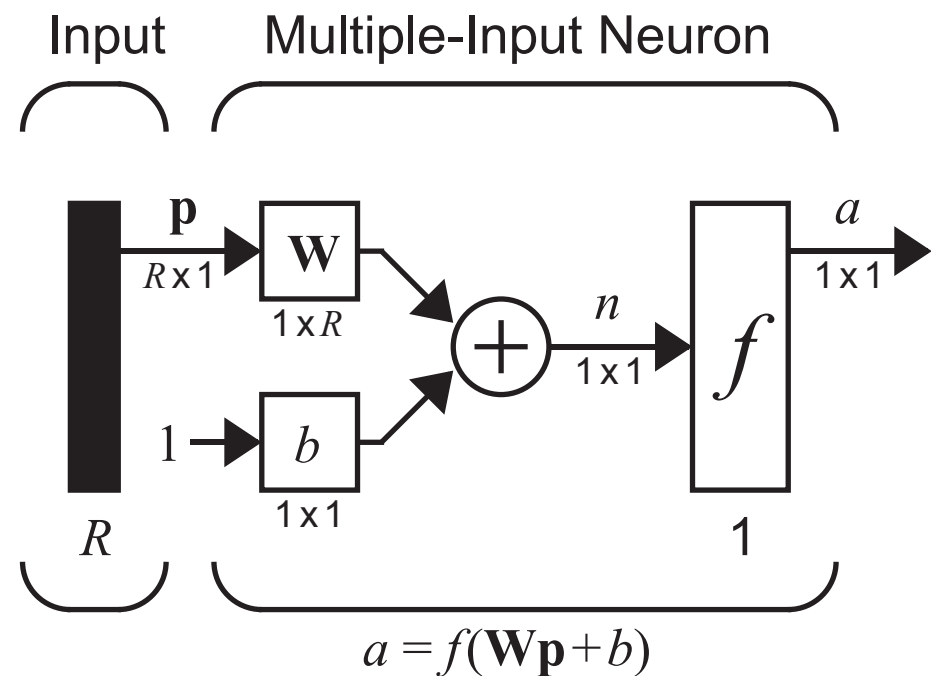 Input Multiple-Input Neuron
p a
R x 1 W 1 x 1
1 x R n
f
1 x 1
1 b
1 x 1
R 1
a = f(Wp + b)